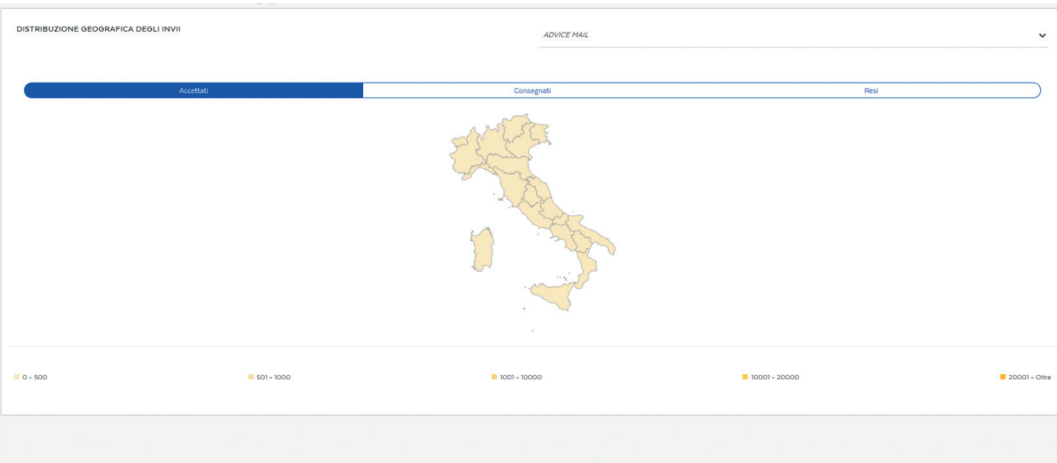 DISTRIBUZIONE GEOGRAFICA DEGLI INVII
ADVICE MAIL
Accettati
Consegnati
Resi
0 - 500
501 - 1000
1001 - 10000
10001 - 20000
20001 - Oltre